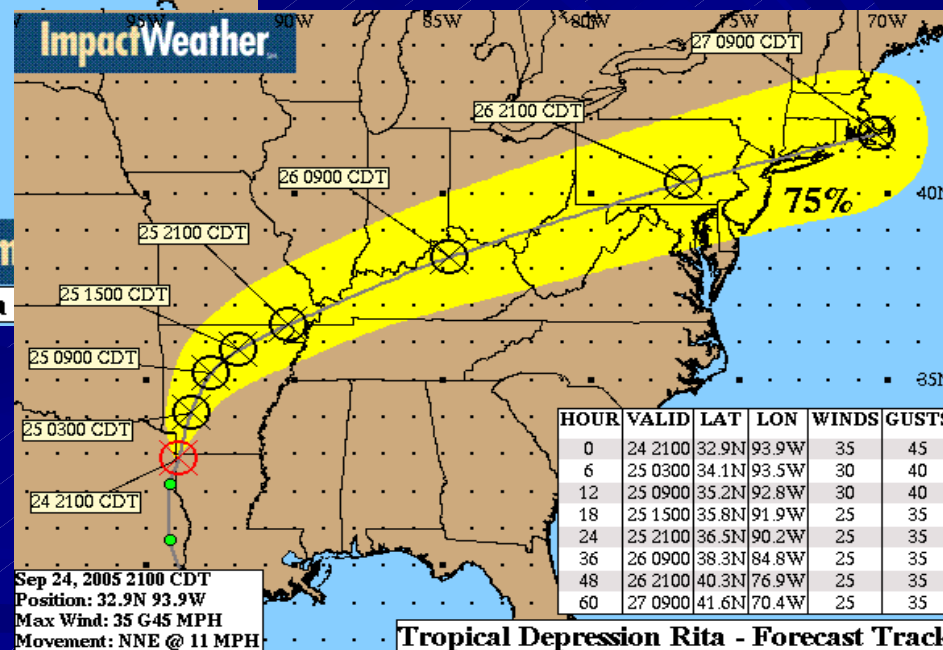 95W 90W 85W 80W 75W 70W
ImpactWeather
27 0900 CDT
26 2100 CDT
26 0900 CDT
75%
40N
25 2100 CDT
25 1500 CDT
25 0900 CDT
35N
25 0300 CDT
24 2100 CDT
HOUR VALID LAT LON WINDS GUSTS
0 24 2100 32.9N 93.9W 35 45
6 25 0300 34.1N 93.5W 30 40
12 25 0900 35.2N 92.8W 30 40
18 25 1500 35.8N 91.9W 25 35
24 25 2100 36.5N 90.2W 25 35
36 26 0900 38.3N 84.8W 25 35
48 26 2100 40.3N 76.9W 25 35
60 27 0900 41.6N 70.4W 25 35
Sep 24, 2005 2100 CDT
Position: 32.9N 93.9W
Max Wind: 35 G45 MPH
Movement: NNE @ 11 MPH
Tropical Depression Rita - Forecast Track